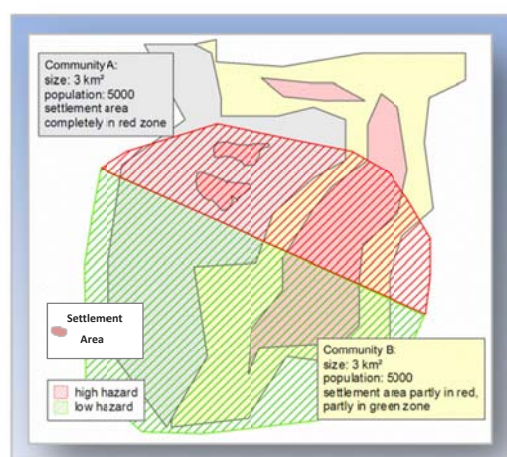 Community A:
size: 3 km²
population: 5000
settlement area
completely in red zone
Settlement
Area
high hazard
low hazard
Community B:
size: 3 km²
population: 5000
settlement area partly in red,
partly in green zone